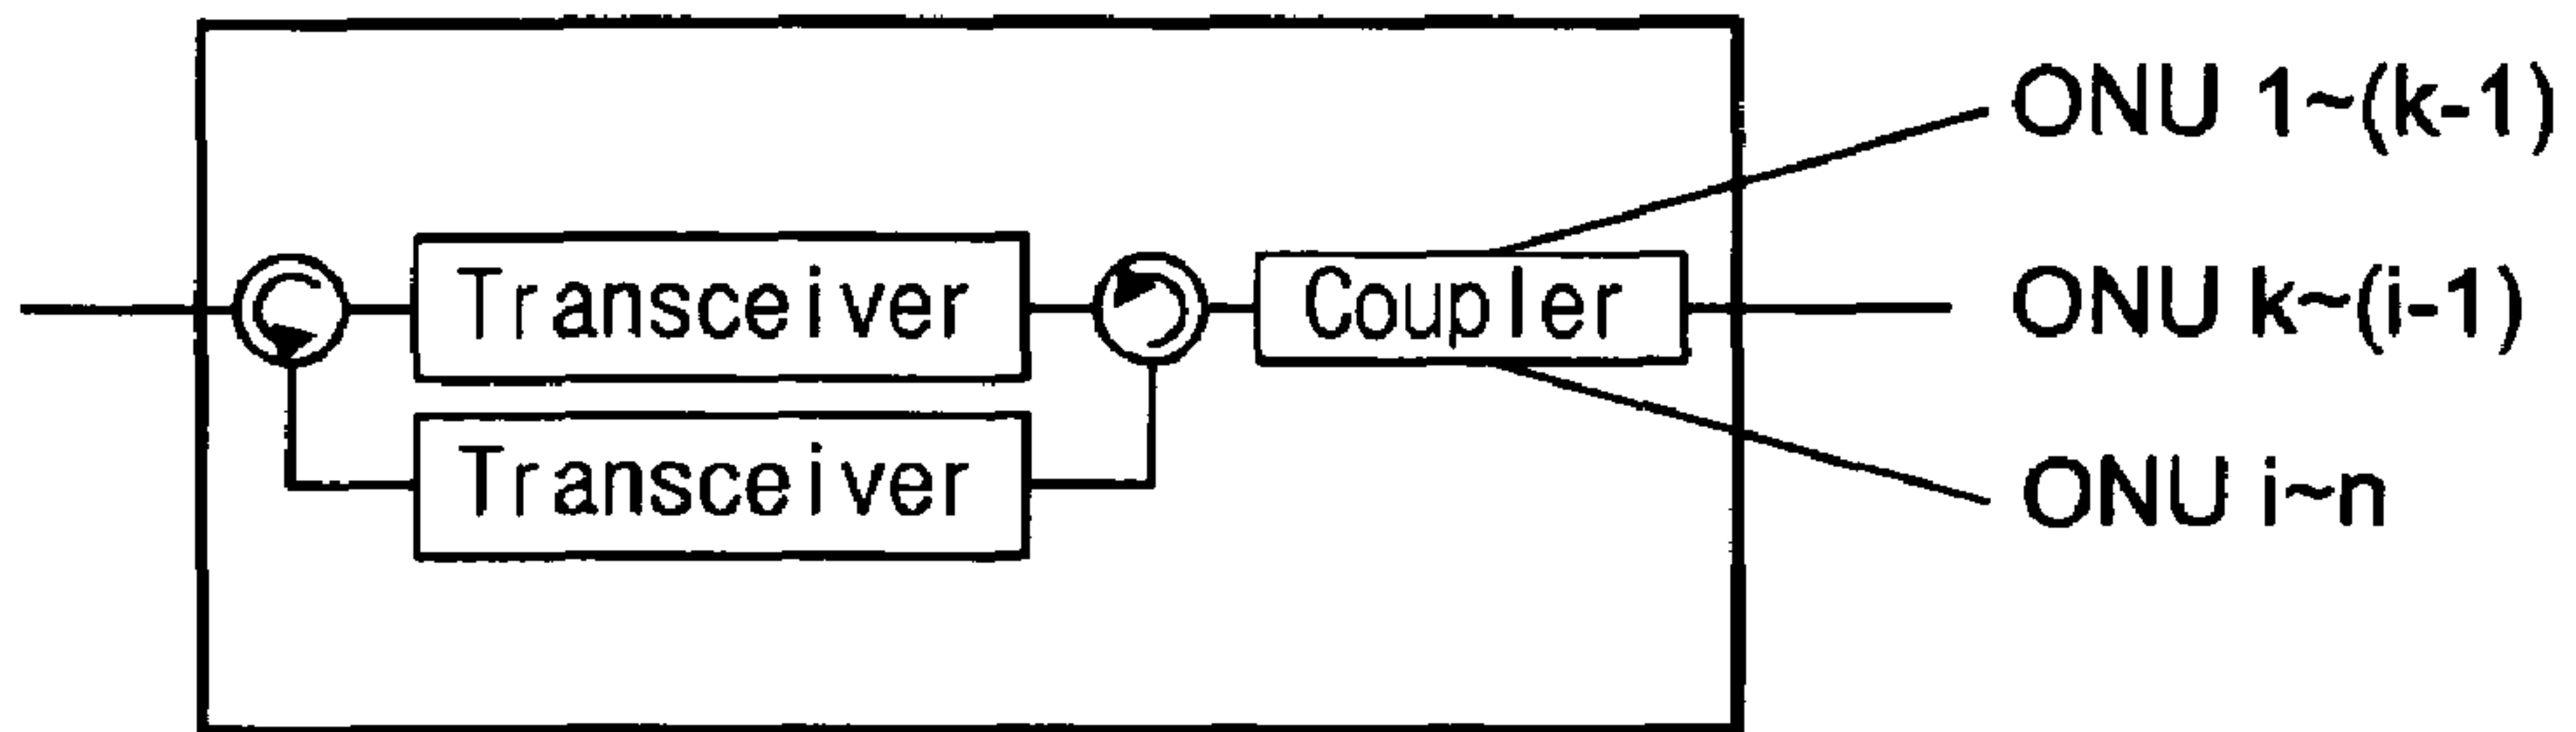 ONU 1~(k-1)
Transceiver
Coupler
ONU k~(i-1)
Transceiver
ONU i~n